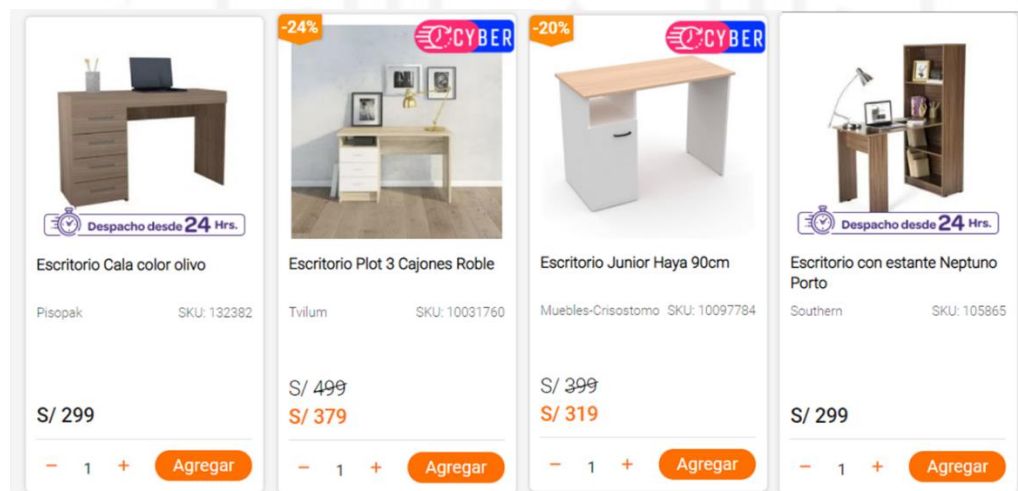 Despacho desde 24 Hrs.
Escritorio Cala color olivo
Pisopak SKU: 132382
S/ 299
− 1 + Agregar
-24%
CYBER
Escritorio Plot 3 Cajones Roble
Tvilum SKU: 10031760
S/ 499
S/ 379
− 1 + Agregar
-20%
CYBER
Escritorio Junior Haya 90cm
Muebles-Crisostomo SKU: 10097784
S/ 399
S/ 319
− 1 + Agregar
Despacho desde 24 Hrs.
Escritorio con estante Neptuno
Porto
Southern SKU: 105865
S/ 299
− 1 + Agregar